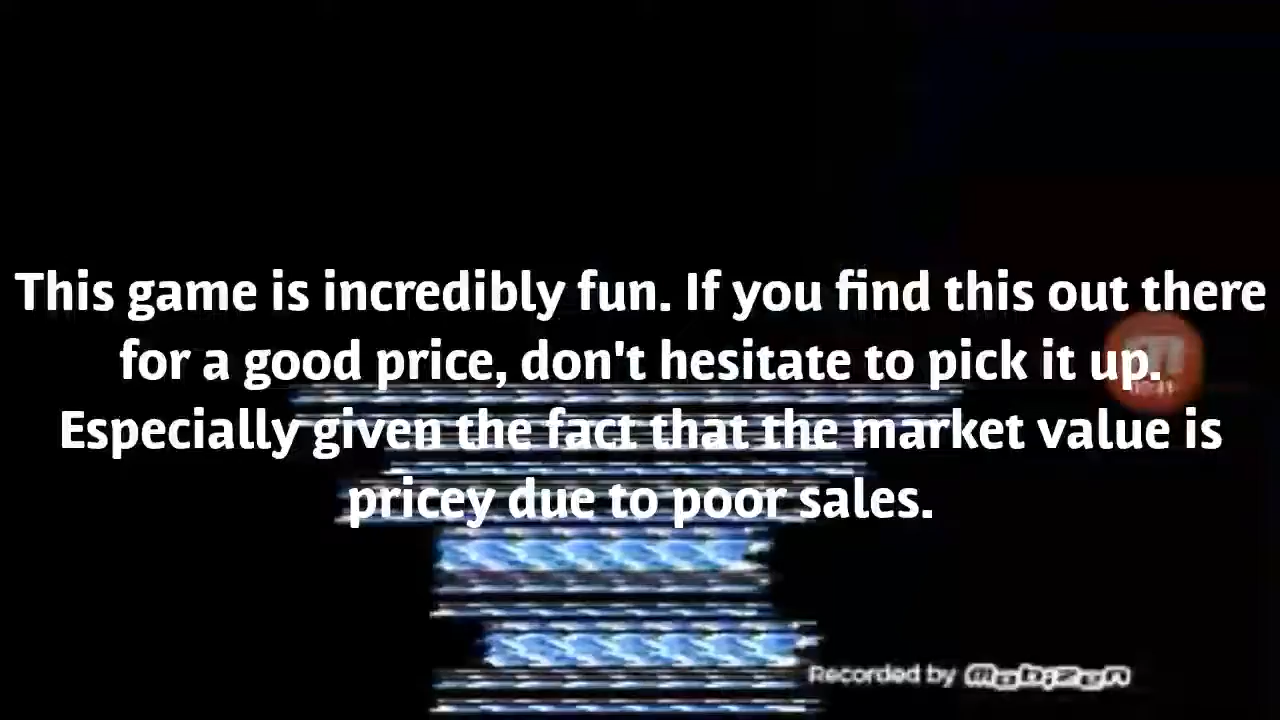 This game is incredibly fun. If you find this out there
for a good price, don't hesitate to pick it up.
Especially given the fact that the market value is
pricey due to poor sales.
Recorded by Mobizen